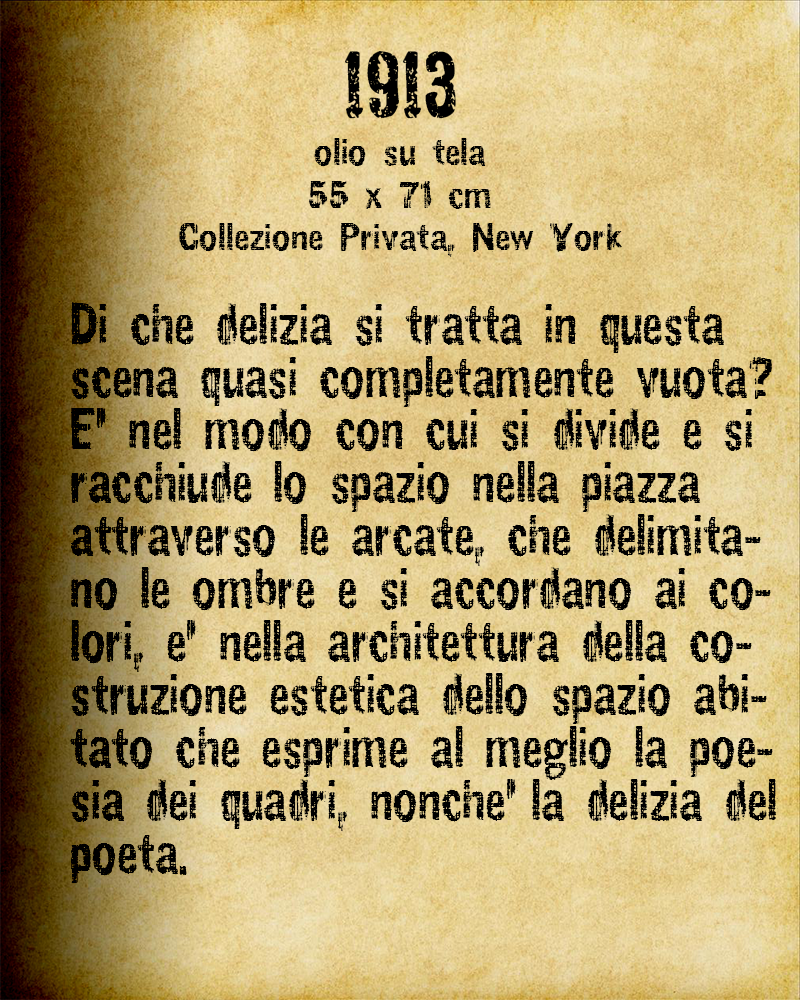 1913
olio su tela
55 x 71 cm
Collezione Privata, New York
Di che delizia si tratta in questa
scena quasi completamente vuota?
E' nel modo con cui si divide e si
racchiude lo spazio nella piazza
attraverso le arcate, che delimita-
no le ombre e si accordano ai co-
lori, e' nella architettura della co-
struzione estetica dello spazio abi-
tato che esprime al meglio la poe-
sia dei quadri, nonche' la delizia del
poeta.